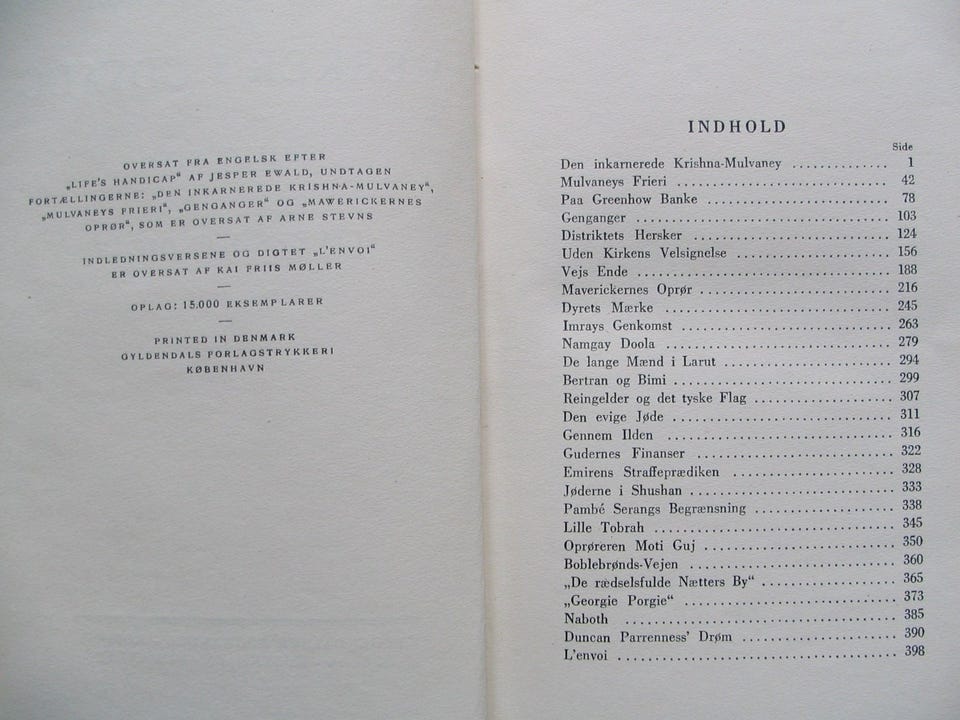 OVERSAT FRA ENGELSK EFTER
„LIFE'S HANDICAP“ AF JESPER EWALD, UNDTAGEN
FORTÆLLINGERNE: „DEN INKARNEREDE KRISHNA-MULVANEY“,
„MULVANEYS FRIERI“, „GENGANGER“ OG „MAWERICKERNES
OPRØR“, SOM ER OVERSAT AF ARNE STEVNS
INDLEDNINGSVERSENE OG DIGTET „L'ENVOI“
ER OVERSAT AF KAI FRIIS MØLLER
OPLAG: 15.000 EKSEMPLARER
PRINTED IN DENMARK
GYLDENDALS FORLAGSTRYKKERI
KØBENHAVN
INDHOLD
Side
Den inkarnerede Krishna-Mulvaney .............. 1
Mulvaneys Frieri .............................. 42
Paa Greenhow Banke .......................... 78
Genganger .................................... 103
Distriktets Hersker ............................ 124
Uden Kirkens Velsignelse ...................... 156
Vejs Ende .................................... 188
Maverickernes Oprør ........................... 216
Dyrets Mærke ................................ 245
Imrays Genkomst .............................. 263
Namgay Doola ................................ 279
De lange Mænd i Larut ........................ 294
Bertran og Bimi ............................... 299
Reingelder og det tyske Flag .................... 307
Den evige Jøde ............................... 311
Gennem Ilden ................................ 316
Gudernes Finanser ............................ 322
Emirens Straffeprædiken ....................... 328
Jøderne i Shushan ............................. 333
Pambé Serangs Begrænsning .................... 338
Lille Tobrah .................................. 345
Oprøreren Moti Guj ........................... 350
Boblebrønds-Vejen ............................. 360
„De rædselsfulde Nætters By“ ................... 365
„Georgie Porgie“ .............................. 373
Naboth ...................................... 385
Duncan Parrenness' Drøm ...................... 390
L'envoi ....................................... 398